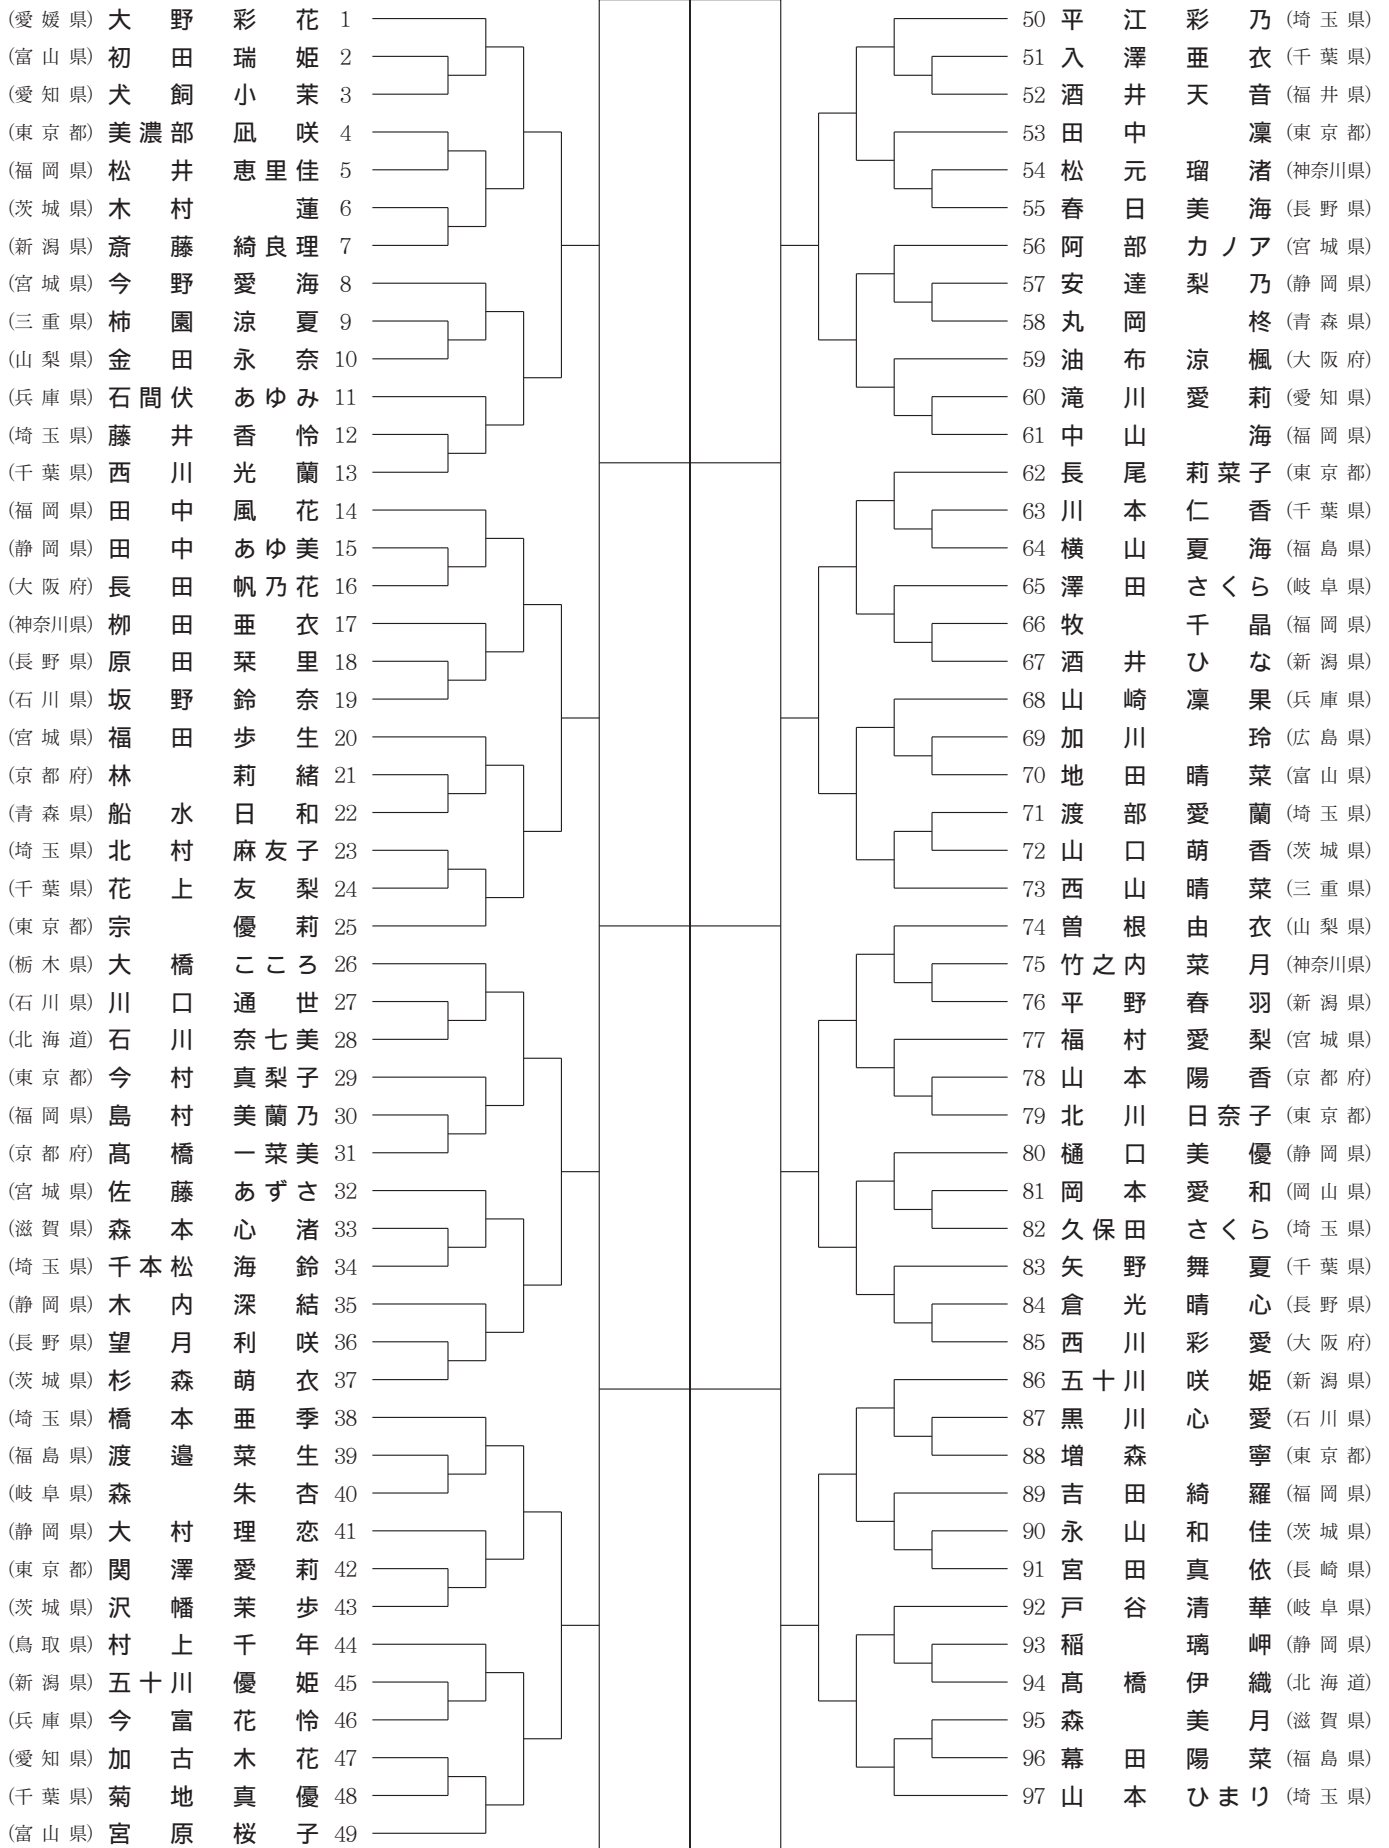 (愛媛県) 大野 彩花 1
(富山県) 初田 瑞姫 2
(愛知県) 犬飼 小茉 3
(東京都) 美濃部 凪咲 4
(福岡県) 松井 恵里佳 5
(茨城県) 木村 蓮 6
(新潟県) 斎藤 綺良理 7
(宮城県) 今野 愛海 8
(三重県) 柿園 涼夏 9
(山梨県) 金田 永奈 10
(兵庫県) 石間伏 あゆみ 11
(埼玉県) 藤井 香怜 12
(千葉県) 西川 光蘭 13
(福岡県) 田中 風花 14
(静岡県) 田中 あゆ美 15
(大阪府) 長田 帆乃花 16
(神奈川県) 栁田 亜衣 17
(長野県) 原田 栞里 18
(石川県) 坂野 鈴奈 19
(宮城県) 福田 歩生 20
(京都府) 林 莉緒 21
(青森県) 船水 日和 22
(埼玉県) 北村 麻友子 23
(千葉県) 花上 友梨 24
(東京都) 宗 優莉 25
(栃木県) 大橋 こころ 26
(石川県) 川口 通世 27
(北海道) 石川 奈七美 28
(東京都) 今村 真梨子 29
(福岡県) 島村 美蘭乃 30
(京都府) 髙橋 一菜美 31
(宮城県) 佐藤 あずさ 32
(滋賀県) 森本 心渚 33
(埼玉県) 千本松 海鈴 34
(静岡県) 木内 深結 35
(長野県) 望月 利咲 36
(茨城県) 杉森 萌衣 37
(埼玉県) 橋本 亜季 38
(福島県) 渡邉 菜生 39
(岐阜県) 森 朱杏 40
(静岡県) 大村 理恋 41
(東京都) 関澤 愛莉 42
(茨城県) 沢幡 茉歩 43
(鳥取県) 村上 千年 44
(新潟県) 五十川 優姫 45
(兵庫県) 今富 花怜 46
(愛知県) 加古 木花 47
(千葉県) 菊地 真優 48
(富山県) 宮原 桜子 49
50 平江 彩乃 (埼玉県)
51 入澤 亜衣 (千葉県)
52 酒井 天音 (福井県)
53 田中 凜 (東京都)
54 松元 瑠渚 (神奈川県)
55 春日 美海 (長野県)
56 阿部 カノア (宮城県)
57 安達 梨乃 (静岡県)
58 丸岡 柊 (青森県)
59 油布 涼楓 (大阪府)
60 滝川 愛莉 (愛知県)
61 中山 海 (福岡県)
62 長尾 莉菜子 (東京都)
63 川本 仁香 (千葉県)
64 横山 夏海 (福島県)
65 澤田 さくら (岐阜県)
66 牧 千晶 (福岡県)
67 酒井 ひな (新潟県)
68 山崎 凜果 (兵庫県)
69 加川 玲 (広島県)
70 地田 晴菜 (富山県)
71 渡部 愛蘭 (埼玉県)
72 山口 萌香 (茨城県)
73 西山 晴菜 (三重県)
74 曽根 由衣 (山梨県)
75 竹之内 菜月 (神奈川県)
76 平野 春羽 (新潟県)
77 福村 愛梨 (宮城県)
78 山本 陽香 (京都府)
79 北川 日奈子 (東京都)
80 樋口 美優 (静岡県)
81 岡本 愛和 (岡山県)
82 久保田 さくら (埼玉県)
83 矢野 舞夏 (千葉県)
84 倉光 晴心 (長野県)
85 西川 彩愛 (大阪府)
86 五十川 咲姫 (新潟県)
87 黒川 心愛 (石川県)
88 増森 寧 (東京都)
89 吉田 綺羅 (福岡県)
90 永山 和佳 (茨城県)
91 宮田 真依 (長崎県)
92 戸谷 清華 (岐阜県)
93 稲 璃岬 (静岡県)
94 髙橋 伊織 (北海道)
95 森 美月 (滋賀県)
96 幕田 陽菜 (福島県)
97 山本 ひまり (埼玉県)